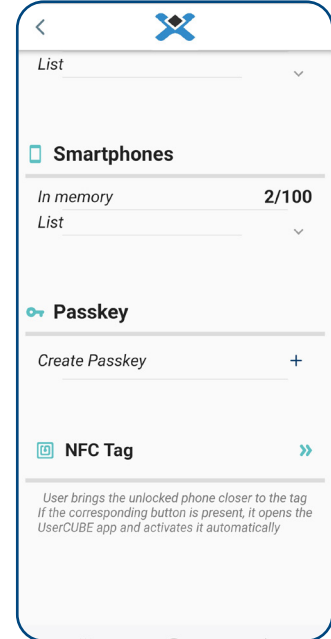 List
Smartphones
In memory 2/100
List
Passkey
Create Passkey +
NFC Tag »
User brings the unlocked phone closer to the tag
If the corresponding button is present, it opens the
UserCUBE app and activates it automatically